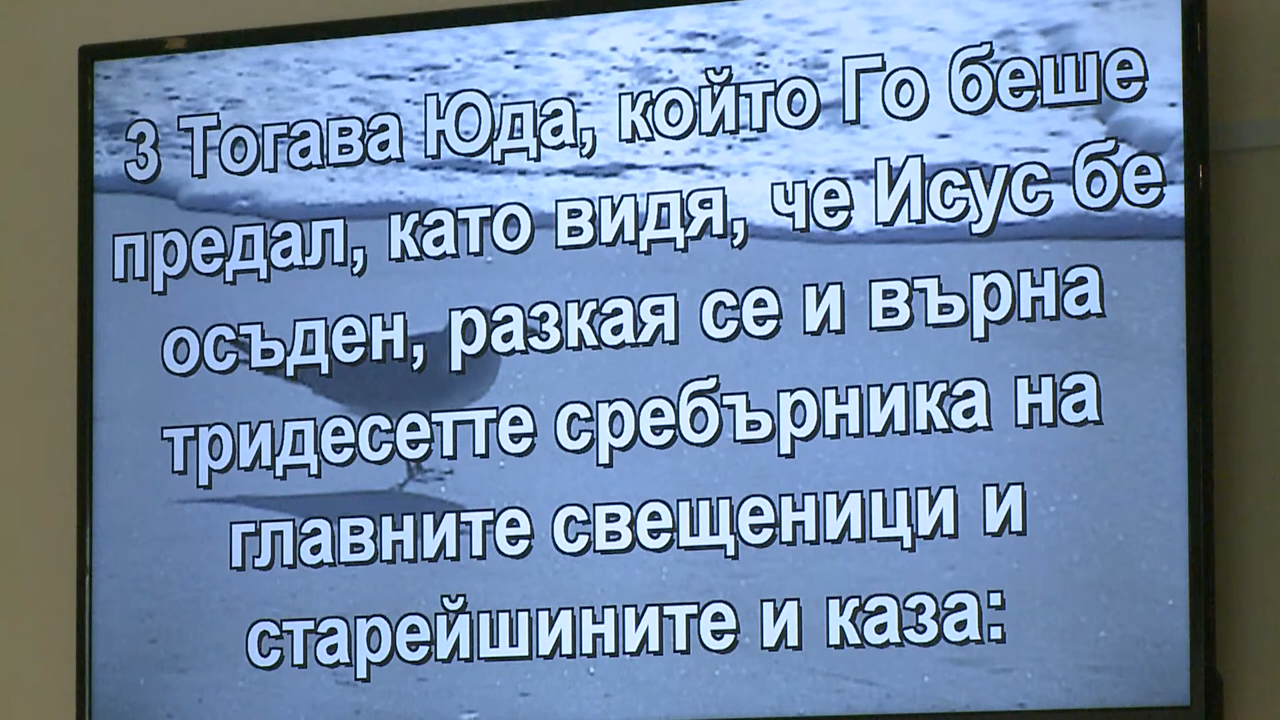 3 Тогава Юда, който Го беше
предал, като видя, че Исус бе
осъден, разкая се и върна
тридесетте сребърника на
главните свещеници и
старейшините и каза: